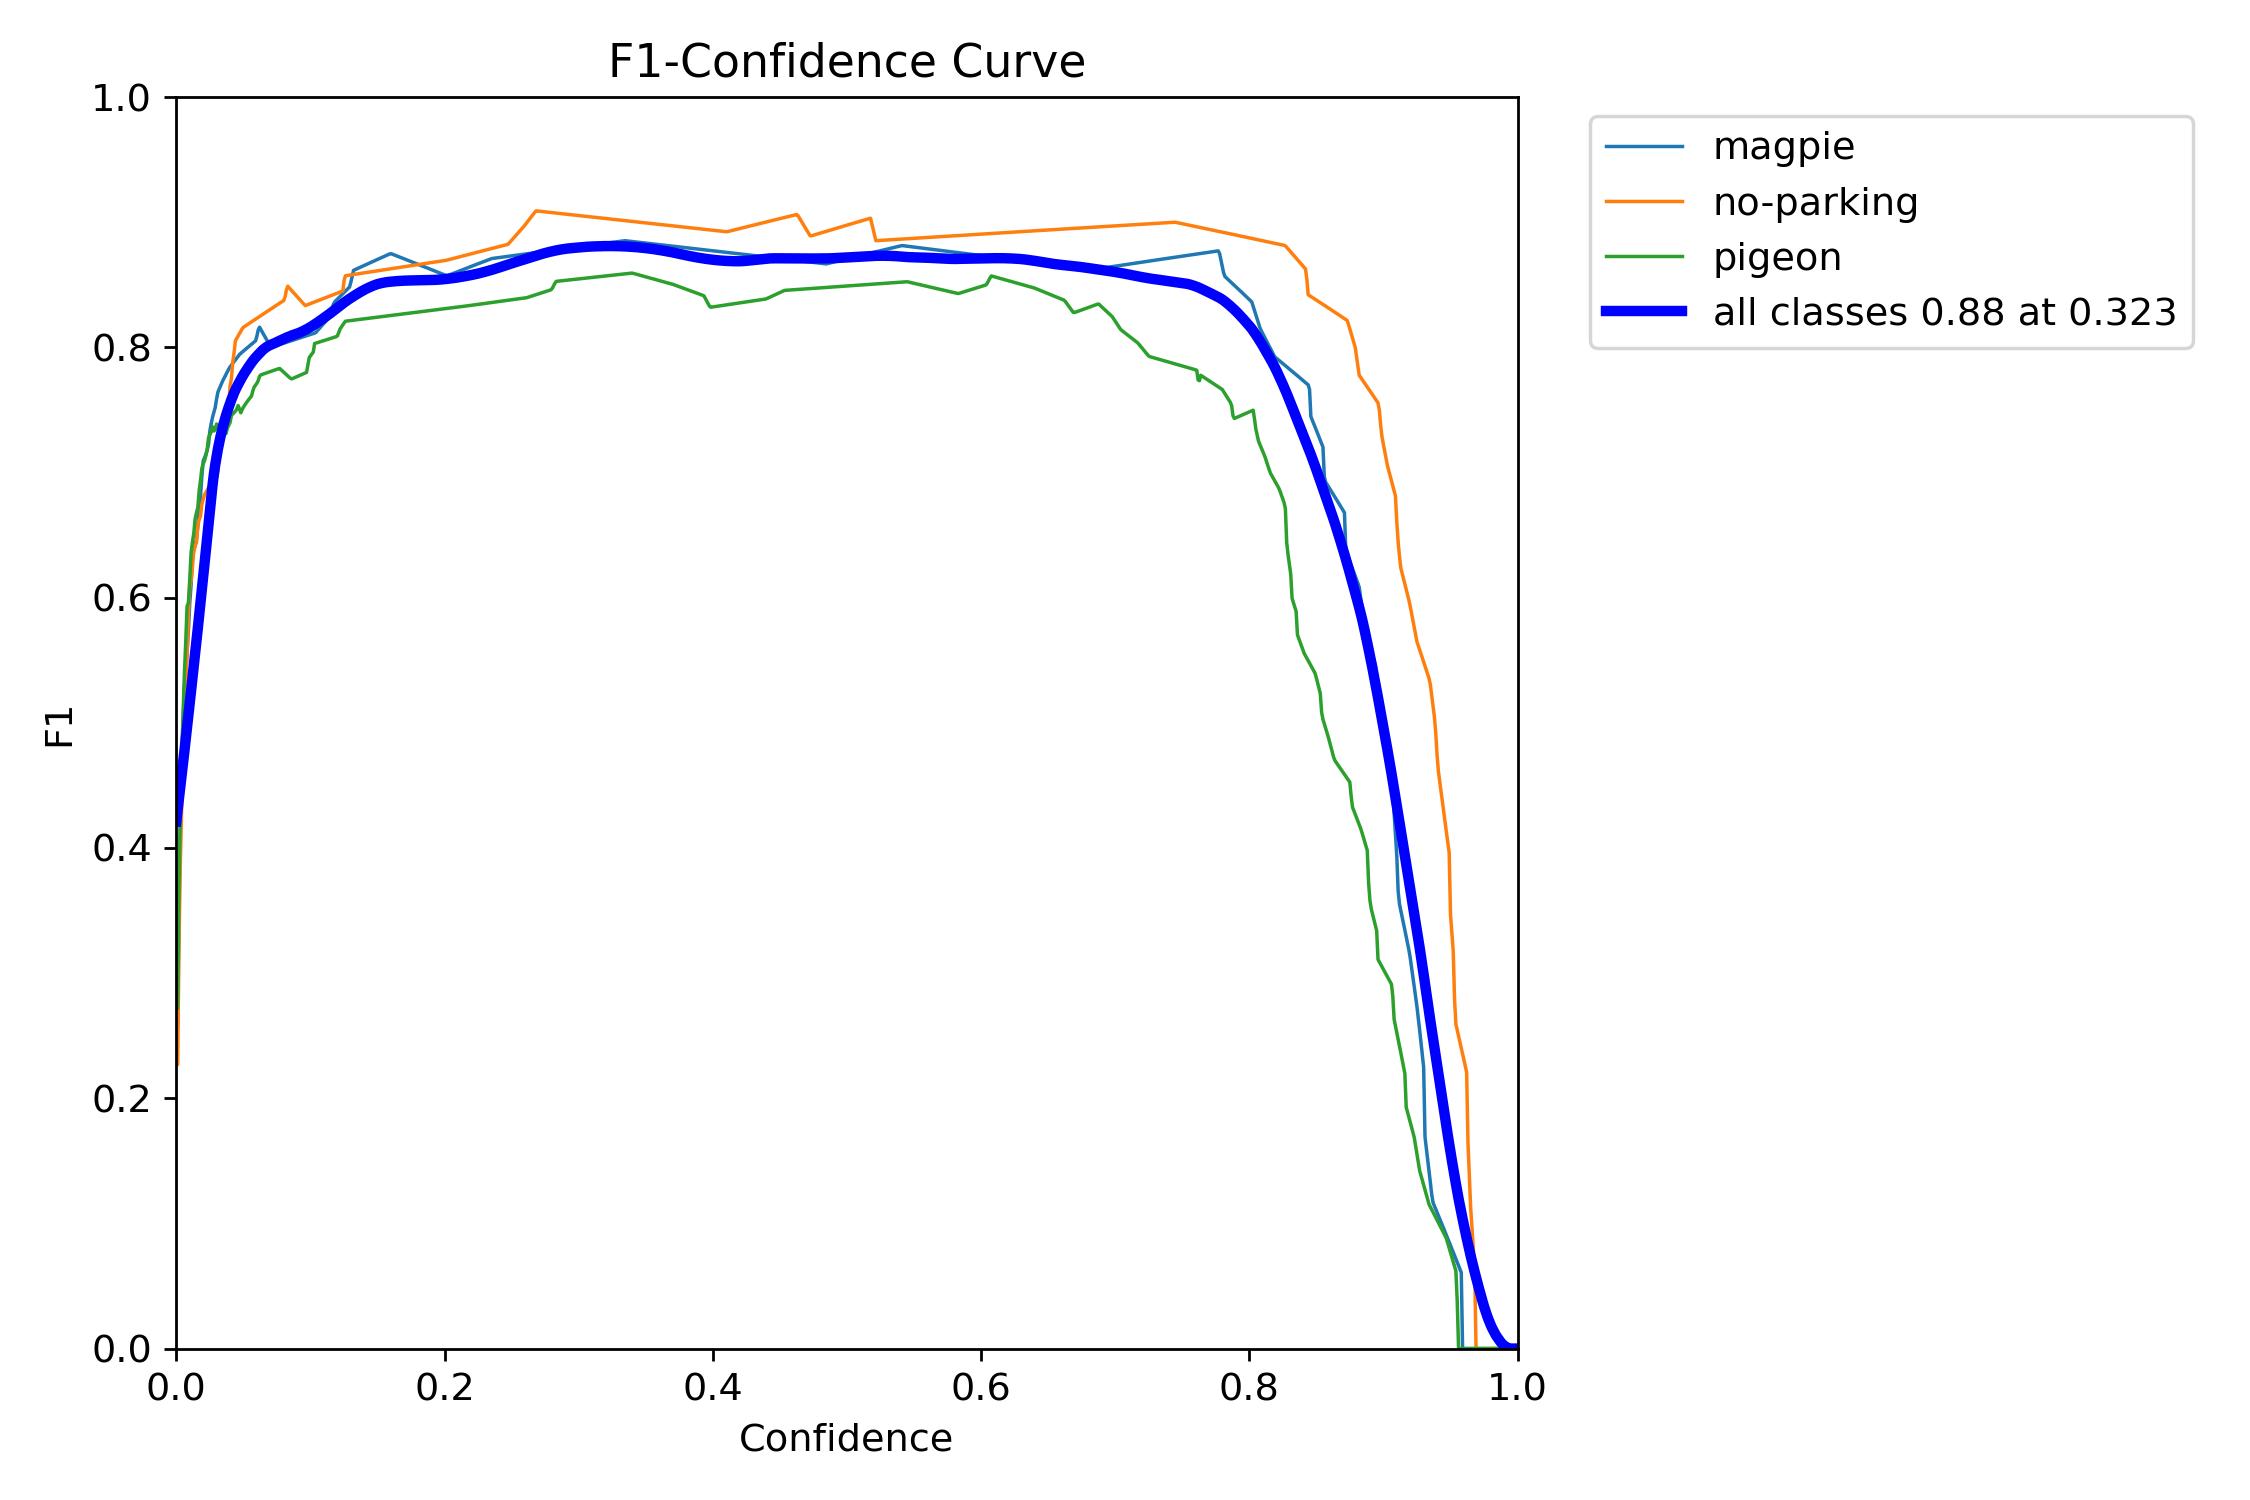 F1-Confidence Curve
1.0
0.8
0.6
0.4
0.2
0.0
F1
0.0 0.2 0.4 0.6 0.8 1.0
Confidence
magpie
no-parking
pigeon
all classes 0.88 at 0.323